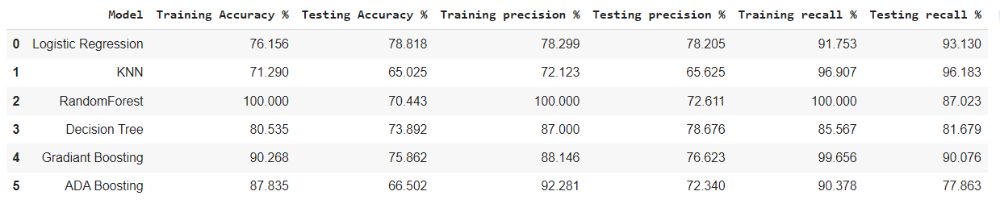 Model Training Accuracy % Testing Accuracy % Training precision % Testing precision % Training recall % Testing recall %
0 Logistic Regression 76.156 78.818 78.299 78.205 91.753 93.130
1 KNN 71.290 65.025 72.123 65.625 96.907 96.183
2 RandomForest 100.000 70.443 100.000 72.611 100.000 87.023
3 Decision Tree 80.535 73.892 87.000 78.676 85.567 81.679
4 Gradiant Boosting 90.268 75.862 88.146 76.623 99.656 90.076
5 ADA Boosting 87.835 66.502 92.281 72.340 90.378 77.863